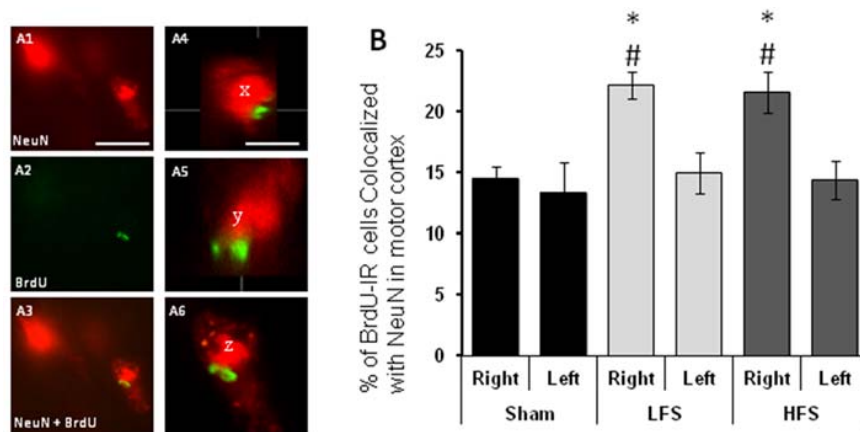 A1
NeuN
A2
BrdU
A3
NeuN + BrdU
A4
x
A5
y
A6
z
B
% of BrdU-IR cells Colocalized
with NeuN in motor cortex
25
20
15
10
5
0
* *
# #
Right Left Right Left Right Left
Sham LFS HFS